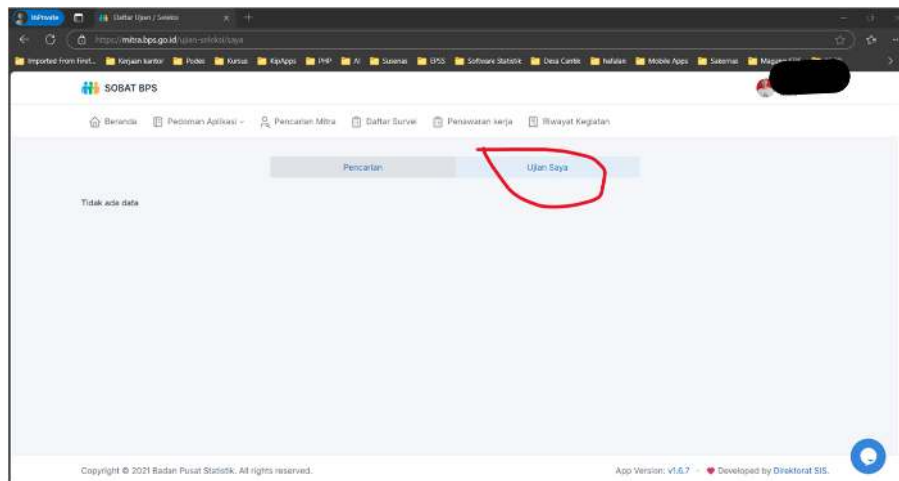 InPrivate Daftar Ujian / Seleksi
https://mitra.bps.go.id/ujian-seleksi/saya
Imported From Firef... Kerjaan kantor Podes Kursus KipApps PHP AI Susenas EPSS Software Statistik Desa Cantik hafalan Mobile Apps Sakernas
SOBAT BPS
Beranda Pedoman Aplikasi Pencarian Mitra Daftar Survei Penawaran kerja Riwayat Kegiatan
Pencarian Ujian Saya
Tidak ada data
Copyright © 2021 Badan Pusat Statistik. All rights reserved. App Version: v1.6.7 - Developed by Direktorat SIS.